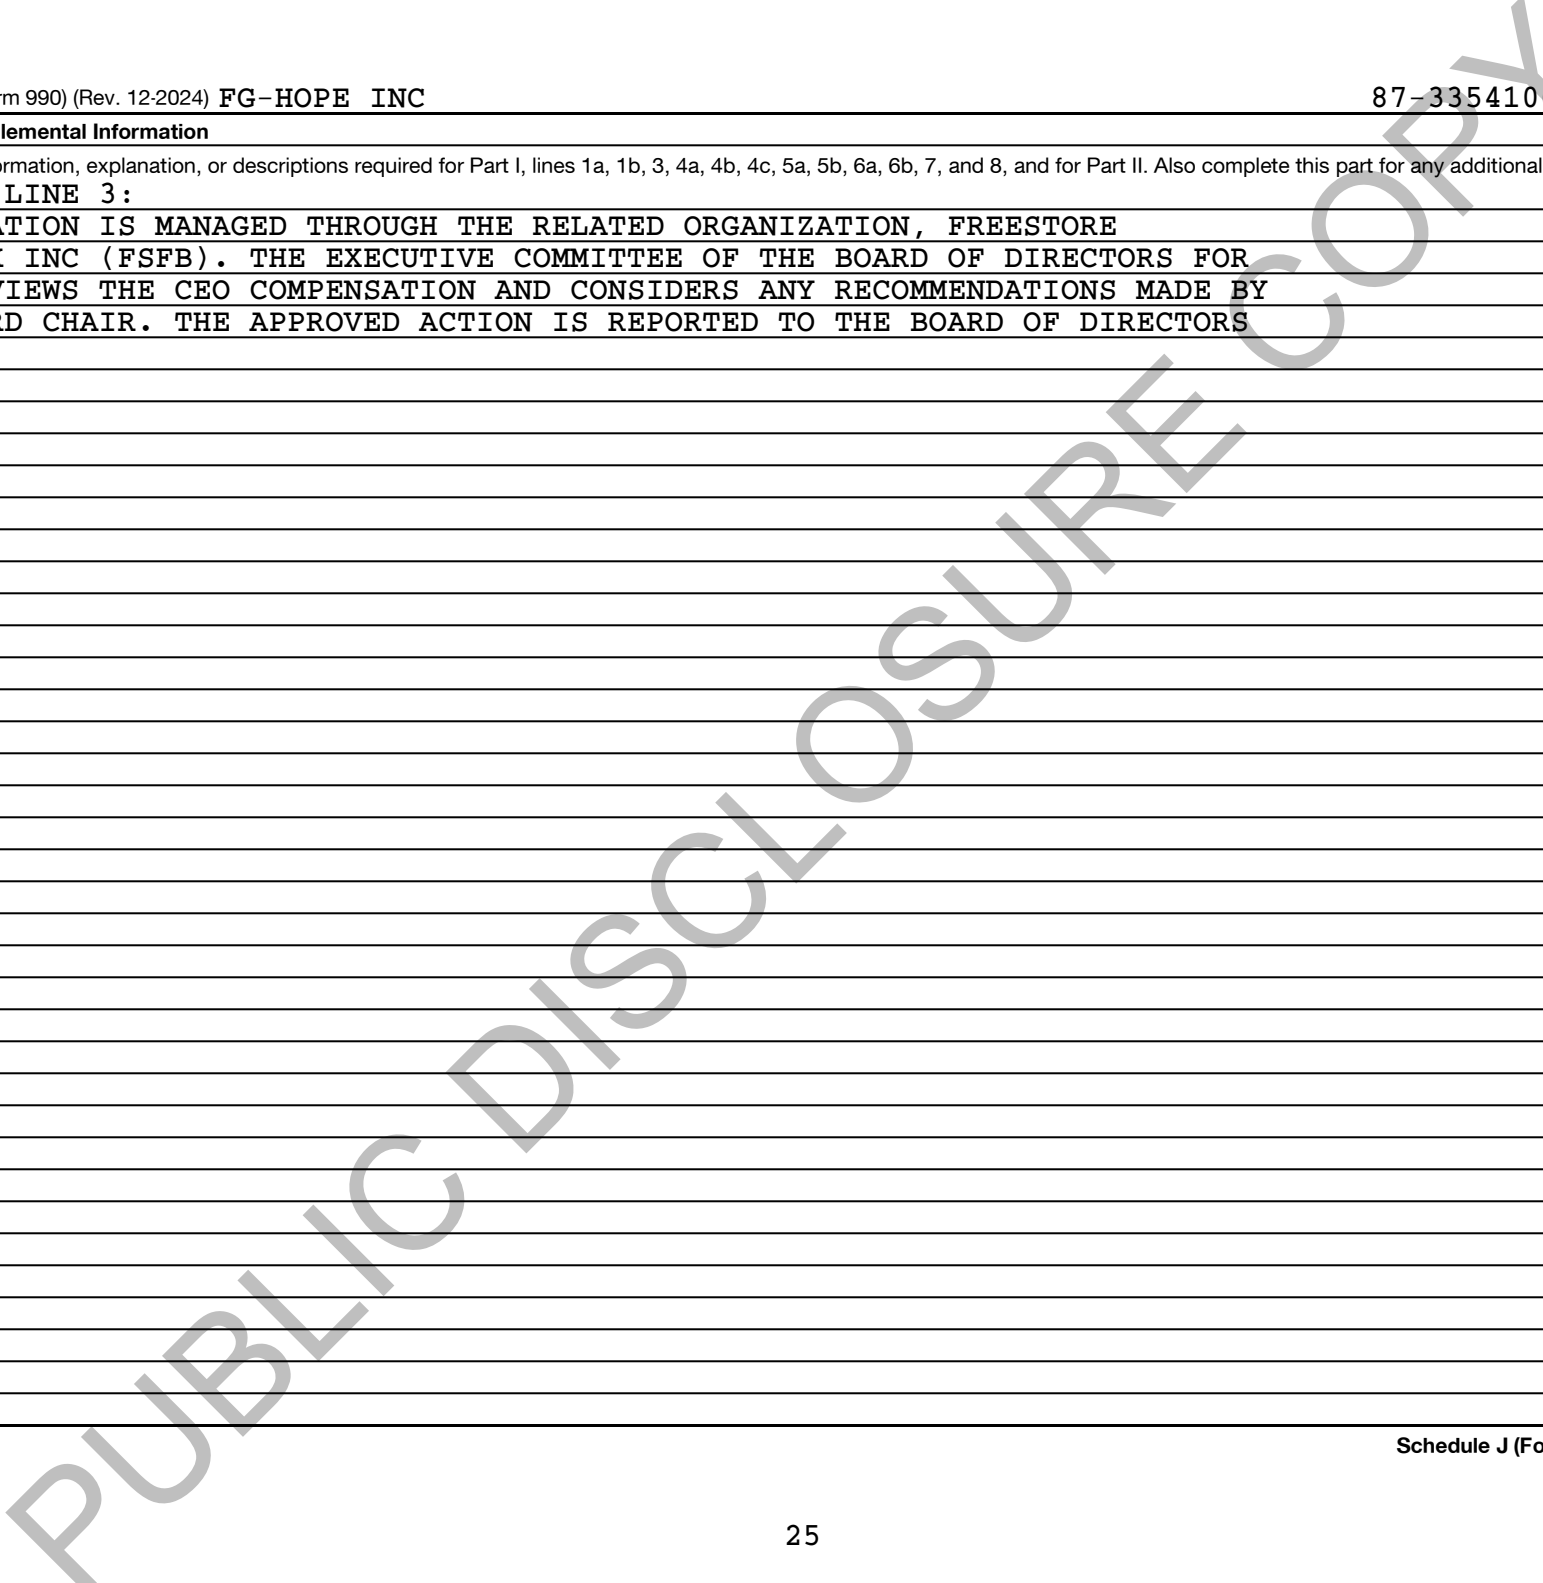 rm 990) (Rev. 12-2024) FG-HOPE INC 87-335410
lemental Information
ormation, explanation, or descriptions required for Part I, lines 1a, 1b, 3, 4a, 4b, 4c, 5a, 5b, 6a, 6b, 7, and 8, and for Part II. Also complete this part for any additional
LINE 3:
ATION IS MANAGED THROUGH THE RELATED ORGANIZATION, FREESTORE
INC (FSFB). THE EXECUTIVE COMMITTEE OF THE BOARD OF DIRECTORS FOR
VIEWS THE CEO COMPENSATION AND CONSIDERS ANY RECOMMENDATIONS MADE BY
RD CHAIR. THE APPROVED ACTION IS REPORTED TO THE BOARD OF DIRECTORS
PUBLIC DISCLOSURE COPY
Schedule J (Fo
25